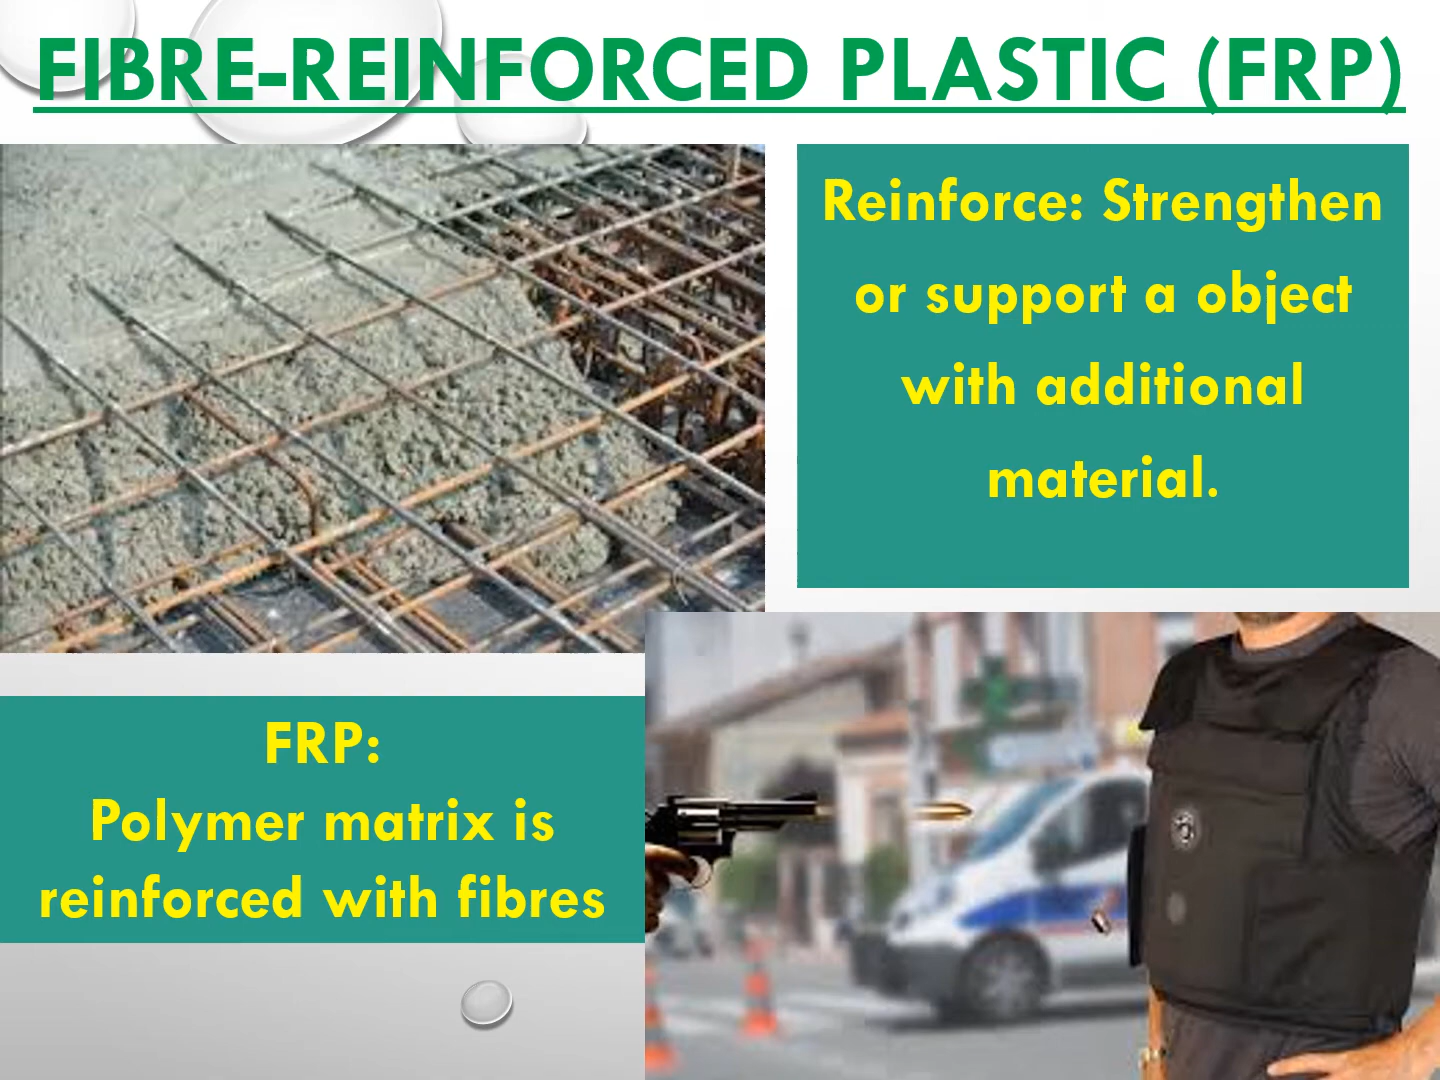 FIBRE-REINFORCED PLASTIC (FRP)
Reinforce: Strengthen
or support a object
with additional
material.
FRP:
Polymer matrix is
reinforced with fibres